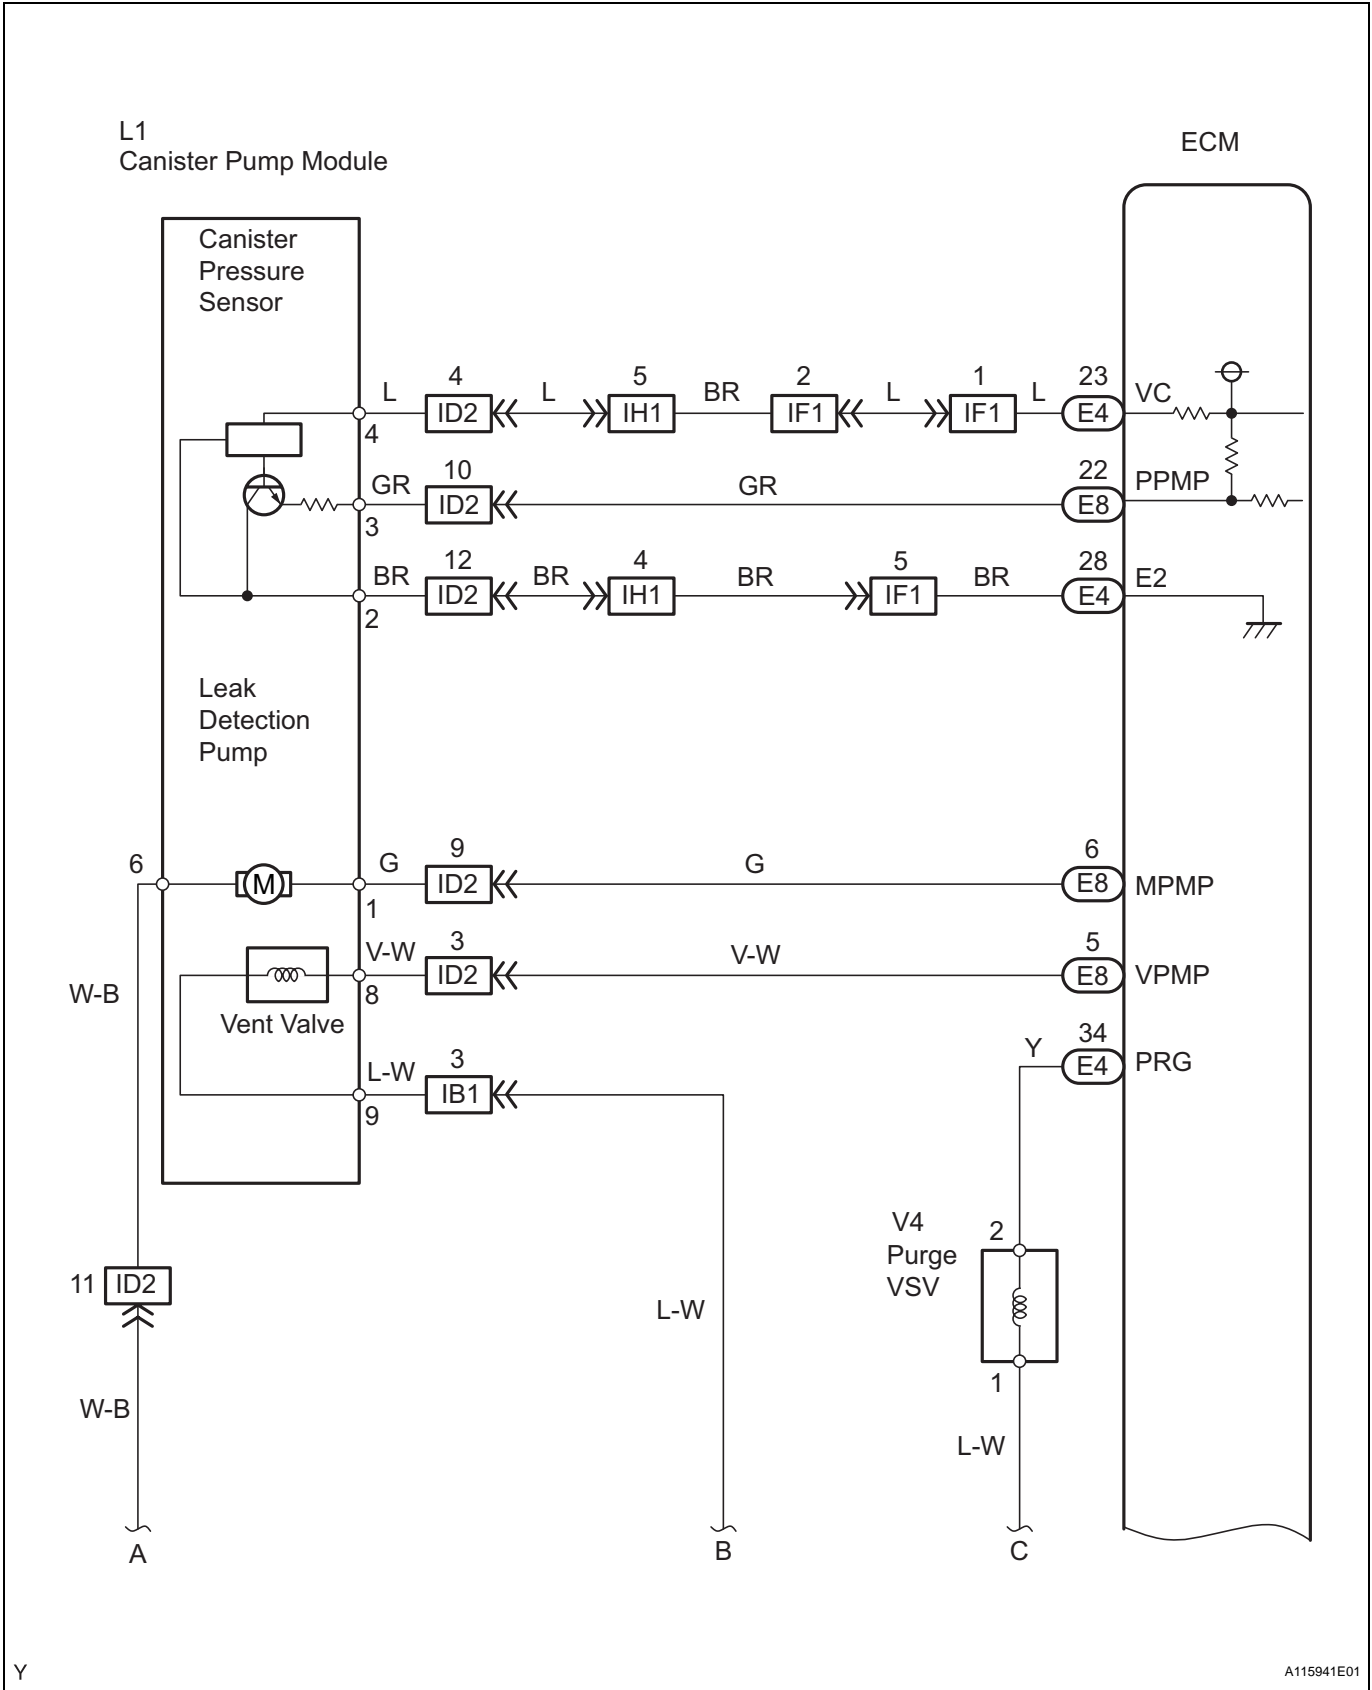 L1
Canister Pump Module
ECM
Canister
Pressure
Sensor
4 5 2 1 23
L L BR L L VC
ID2 IH1 IF1 IF1 E4
4
10 22
GR GR PPMP
ID2 E8
3
12 4 5 28
BR BR BR BR E2
ID2 IH1 IF1 E4
2
Leak
Detection
Pump
6 9 6
G G
M ID2 E8 MPMP
1
3 5
V-W V-W
ID2 E8 VPMP
8
W-B
Vent Valve
34
Y PRG
3 E4
L-W
IB1
9
V4
Purge
VSV
2
11 ID2
L-W
1
W-B
L-W
A B C
Y
A115941E01